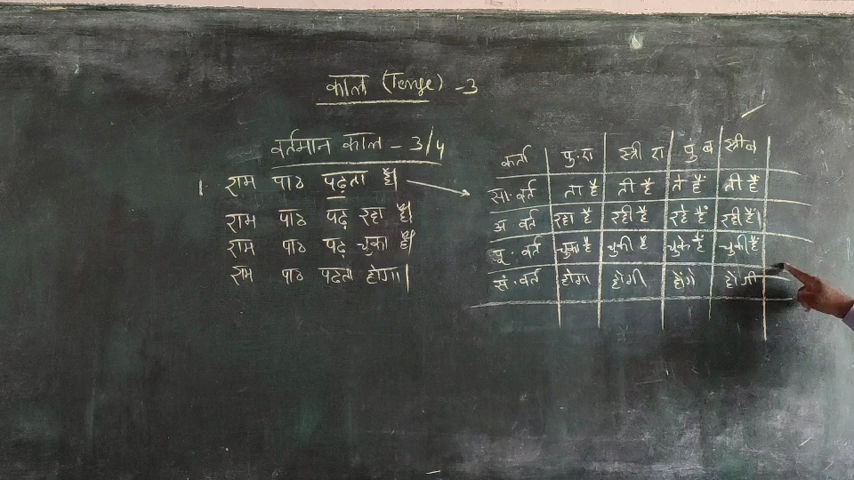 काल (Tense) - 3
वर्तमान काल - 3/4
1. राम पाठ पढ़ता है।
राम पाठ पढ़ रहा है।
राम पाठ पढ़ चुका है।
राम पाठ पढता होगा।
कर्ता पु. ए स्त्री ए पु ब स्त्रीब
सा. वर्त ता है ती है ते हैं ती हैं
अ वर्त रहा है रही है रहे हैं रही हैं।
पू. वर्त चुका है चुकी है चुके हैं चुकी हैं
सं. वर्त होगा होगी होंगे होंगी